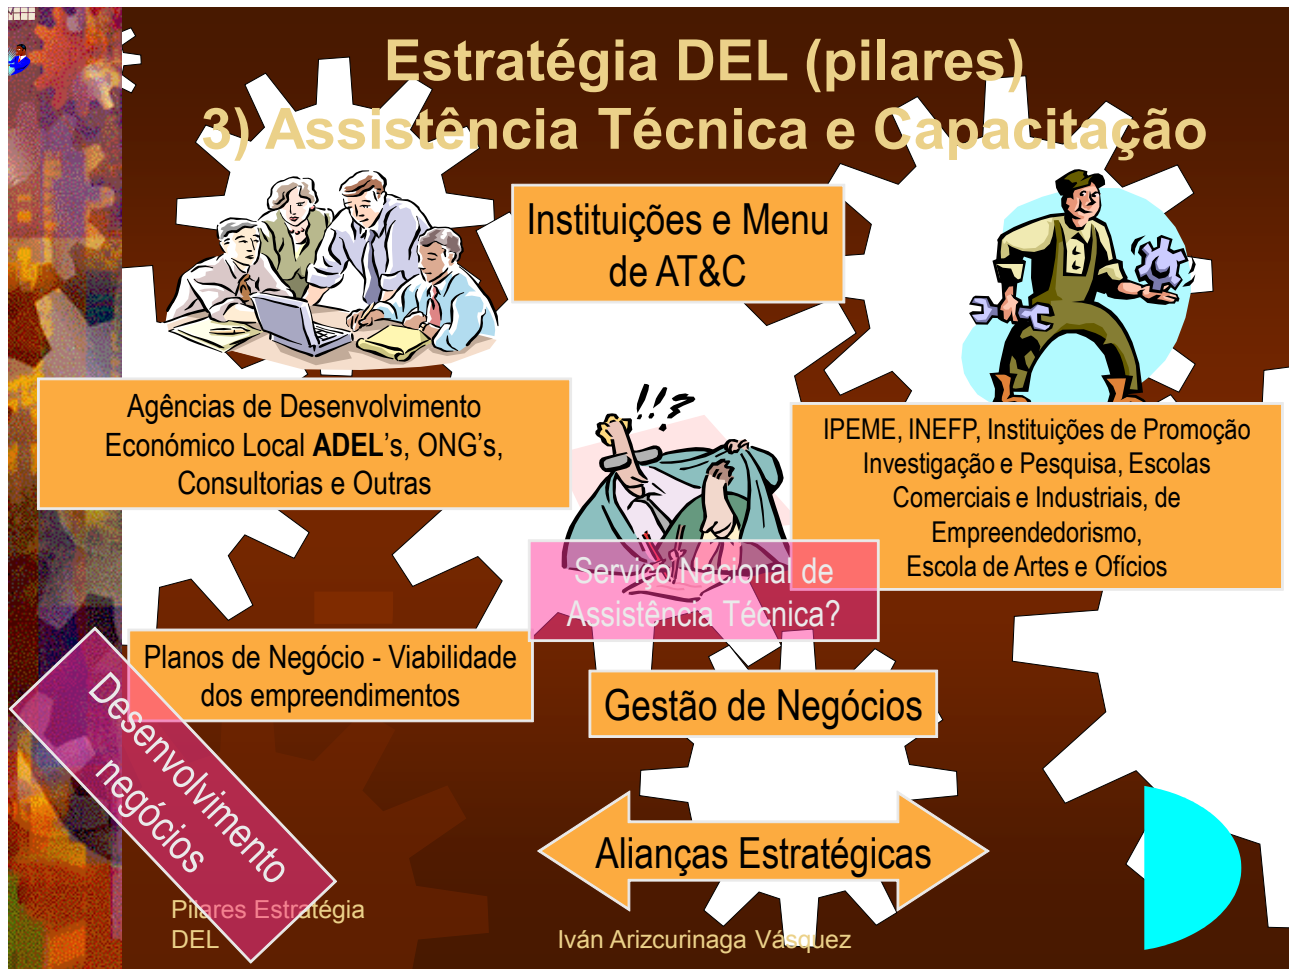 Estratégia DEL (pilares)
3) Assistência Técnica e Capacitação
Instituições e Menu
de AT&C
Agências de Desenvolvimento
Económico Local ADEL's, ONG's,
Consultorias e Outras
!!?
IPEME, INEFP, Instituições de Promoção
Investigação e Pesquisa, Escolas
Comerciais e Industriais, de
Empreendedorismo,
Escola de Artes e Ofícios
Serviço Nacional de
Assistência Técnica?
Planos de Negócio - Viabilidade
dos empreendimentos
Gestão de Negócios
Desenvolvimento
negócios
Alianças Estratégicas
Pilares Estratégia
DEL
Iván Arizcurinaga Vásquez